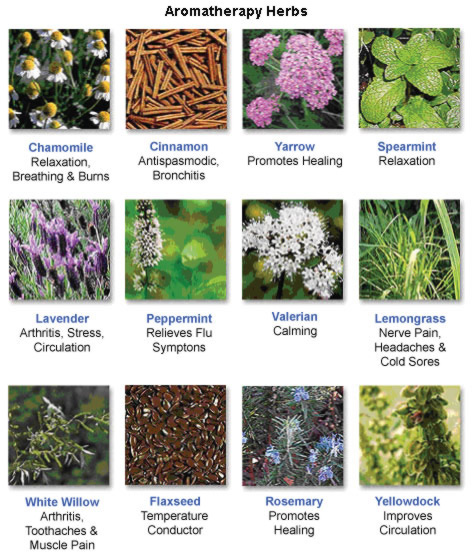 Aromatherapy Herbs
Chamomile
Relaxation,
Breathing & Burns
Cinnamon
Antispasmodic,
Bronchitis
Yarrow
Promotes Healing
Spearmint
Relaxation
Lavender
Arthritis, Stress,
Circulation
Peppermint
Relieves Flu
Symptons
Valerian
Calming
Lemongrass
Nerve Pain,
Headaches &
Cold Sores
White Willow
Arthritis,
Toothaches &
Muscle Pain
Flaxseed
Temperature
Conductor
Rosemary
Promotes
Healing
Yellowdock
Improves
Circulation